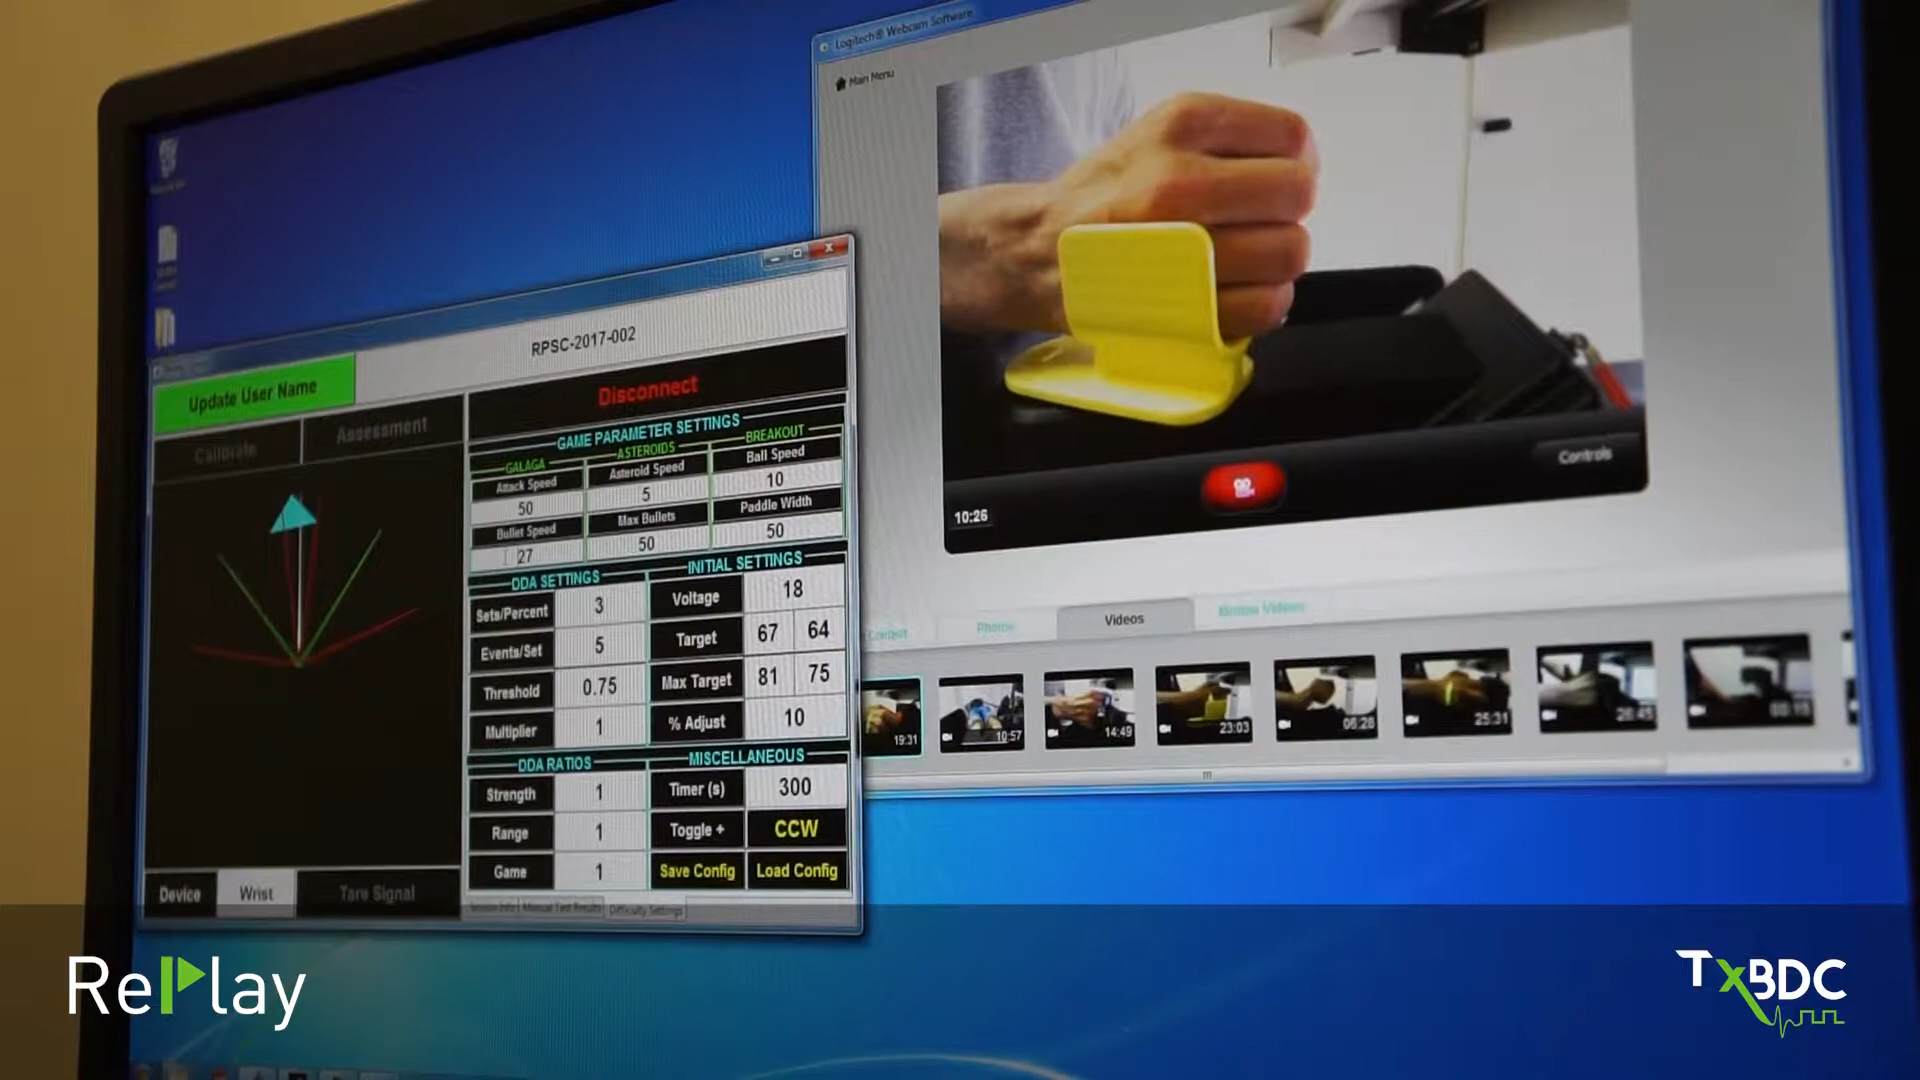 Logitech® Webcam Software
Main Menu
10:26
Controls
Photos
Videos
Motion Videos
19:31
10:57
14:49
23:03
06:28
25:31
RPSC-2017-002
Update User Name
Disconnect
Calibrate
Assessment
GAME PARAMETER SETTINGS
GALAGA
ASTEROIDS
BREAKOUT
Attack Speed
Asteroid Speed
Ball Speed
50
5
10
Bullet Speed
Max Bullets
Paddle Width
27
50
50
DDA SETTINGS
INITIAL SETTINGS
Sets/Percent
3
Voltage
18
Events/Set
5
Target
67
64
Threshold
0.75
Max Target
81
75
Multiplier
1
% Adjust
10
DDA RATIOS
MISCELLANEOUS
Strength
1
Timer (s)
300
Range
1
Toggle +
CCW
Game
1
Save Config
Load Config
Device
Wrist
Tare Signal
Difficulty Settings
RePlay
TxBDC